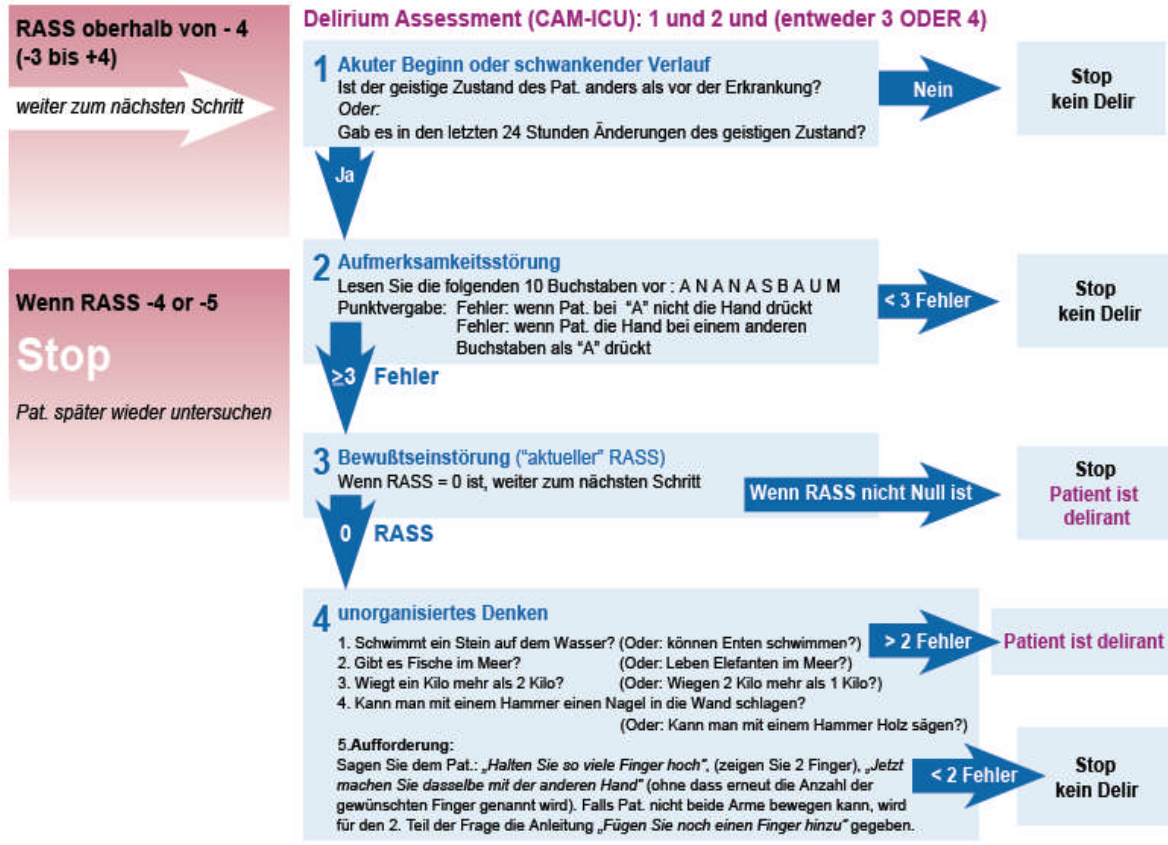 RASS oberhalb von - 4
(-3 bis +4)
weiter zum nächsten Schritt
Wenn RASS -4 or -5
Stop
Pat. später wieder untersuchen
Delirium Assessment (CAM-ICU): 1 und 2 und (entweder 3 ODER 4)
1 Akuter Beginn oder schwankender Verlauf
Ist der geistige Zustand des Pat. anders als vor der Erkrankung?
Oder:
Gab es in den letzten 24 Stunden Änderungen des geistigen Zustand?
Nein
Stop
kein Delir
Ja
2 Aufmerksamkeitsstörung
Lesen Sie die folgenden 10 Buchstaben vor : A N A N A S B A U M
Punktvergabe: Fehler: wenn Pat. bei "A" nicht die Hand drückt
Fehler: wenn Pat. die Hand bei einem anderen
Buchstaben als "A" drückt
< 3 Fehler
Stop
kein Delir
≥3 Fehler
3 Bewußtseinstörung ("aktueller" RASS)
Wenn RASS = 0 ist, weiter zum nächsten Schritt
Wenn RASS nicht Null ist
Stop
Patient ist
delirant
0 RASS
4 unorganisiertes Denken
1. Schwimmt ein Stein auf dem Wasser? (Oder: können Enten schwimmen?)
2. Gibt es Fische im Meer? (Oder: Leben Elefanten im Meer?)
3. Wiegt ein Kilo mehr als 2 Kilo? (Oder: Wiegen 2 Kilo mehr als 1 Kilo?)
4. Kann man mit einem Hammer einen Nagel in die Wand schlagen?
(Oder: Kann man mit einem Hammer Holz sägen?)
> 2 Fehler
Patient ist delirant
5.Aufforderung:
Sagen Sie dem Pat.: „Halten Sie so viele Finger hoch", (zeigen Sie 2 Finger), „Jetzt
machen Sie dasselbe mit der anderen Hand" (ohne dass erneut die Anzahl der
gewünschten Finger genannt wird). Falls Pat. nicht beide Arme bewegen kann, wird
für den 2. Teil der Frage die Anleitung „Fügen Sie noch einen Finger hinzu" gegeben.
< 2 Fehler
Stop
kein Delir